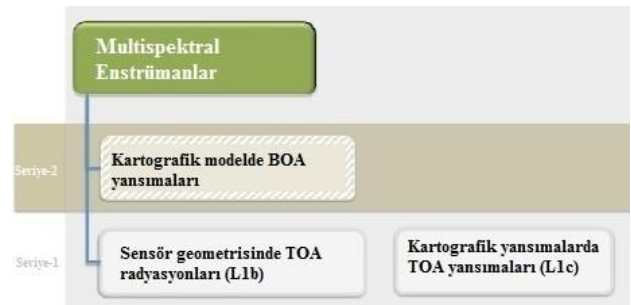 Multispektral
Enstrümanlar
Seviye-2
Kartografik modelde BOA
yansımaları
Seviye-1
Sensör geometrisinde TOA
radyasyonları (L1b)
Kartografik yansımalarda
TOA yansımaları (L1c)